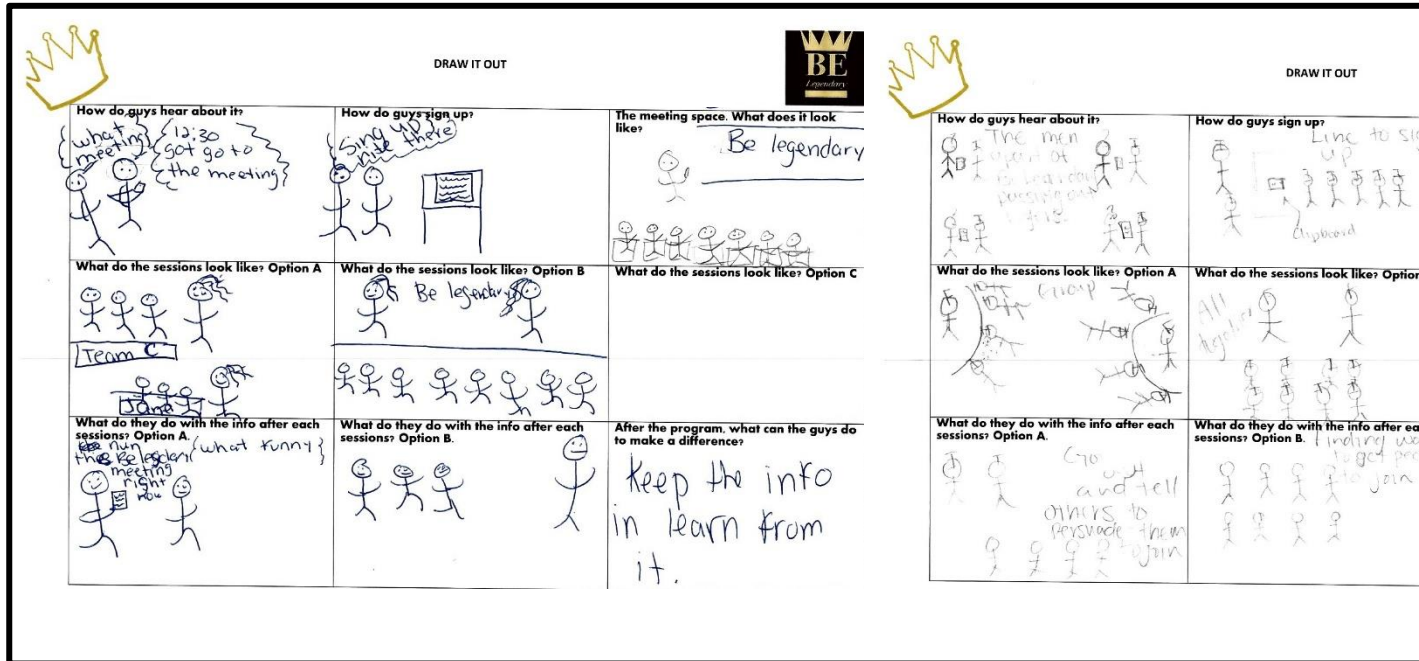 DRAW IT OUT
BE
Legendary
How do guys hear about it?
what
meeting
12:30
got go to
the meeting
How do guys sign up?
Sing up
rite there
The meeting space. What does it look
like?
Be legendary
What do the sessions look like? Option A
Team C
What do the sessions look like? Option B
Be legendary
What do the sessions look like? Option C
What do they do with the info after each
sessions? Option A.
meeting
right
now
what funny
What do they do with the info after each
sessions? Option B.
After the program, what can the guys do
to make a difference?
Keep the info
in learn from
it.
DRAW IT OUT
How do guys hear about it?
The men
apart of
passing out
How do guys sign up?
Line to si
up
Clipboard
What do the sessions look like? Option A
Group
What do the sessions look like? Option
All
together
What do they do with the info after each
sessions? Option A.
Go
out
and tell
others to
persuade them
to join
What do they do with the info after ea
sessions? Option B.
Finding wa
to get peo
to join